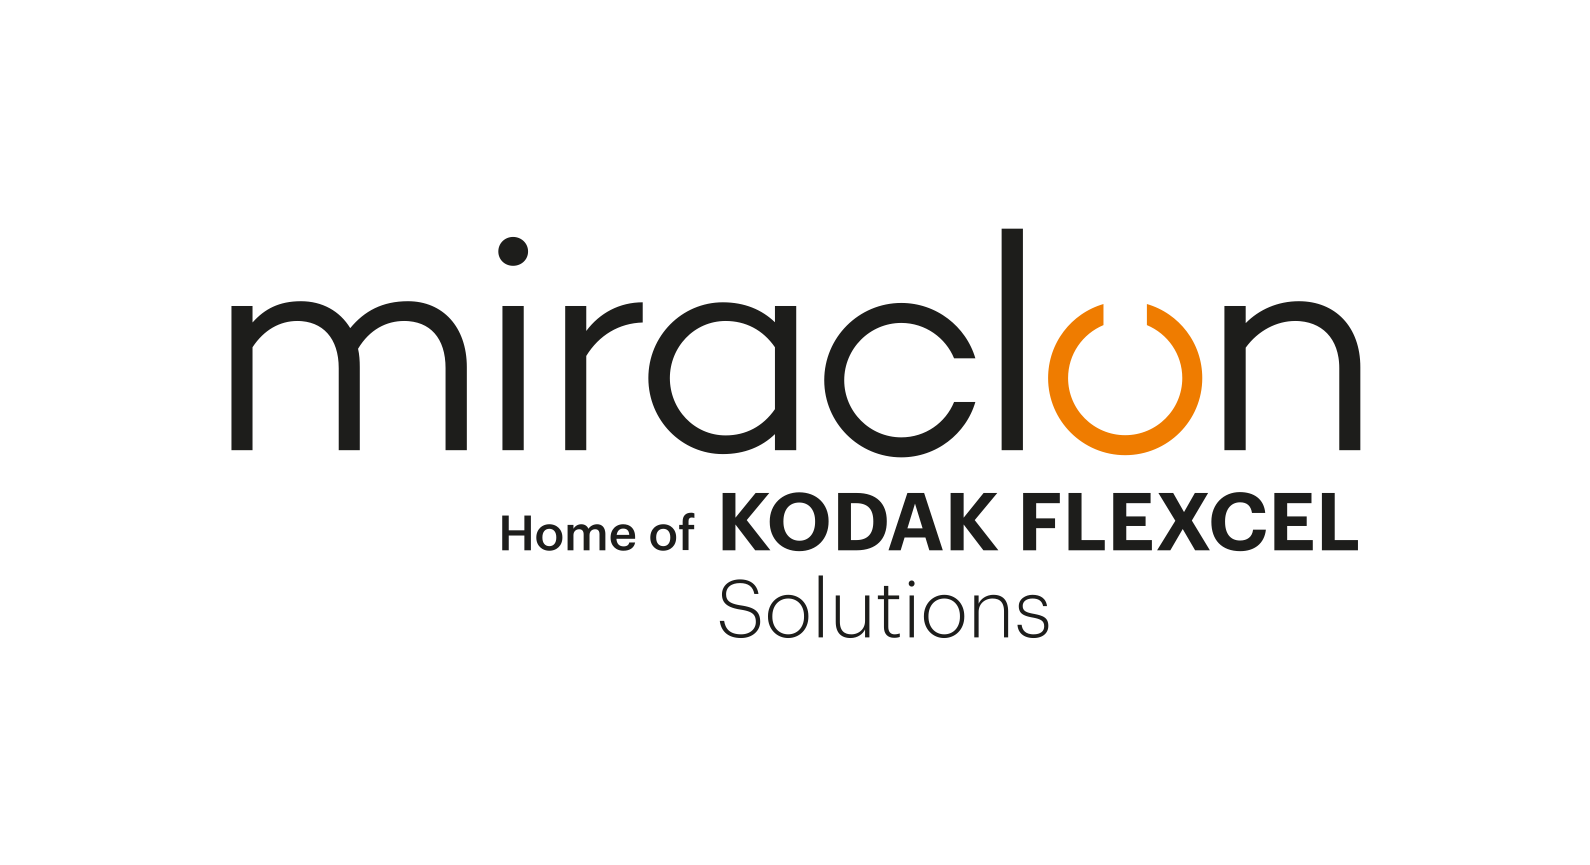 miraclon
Home of KODAK FLEXCEL
Solutions